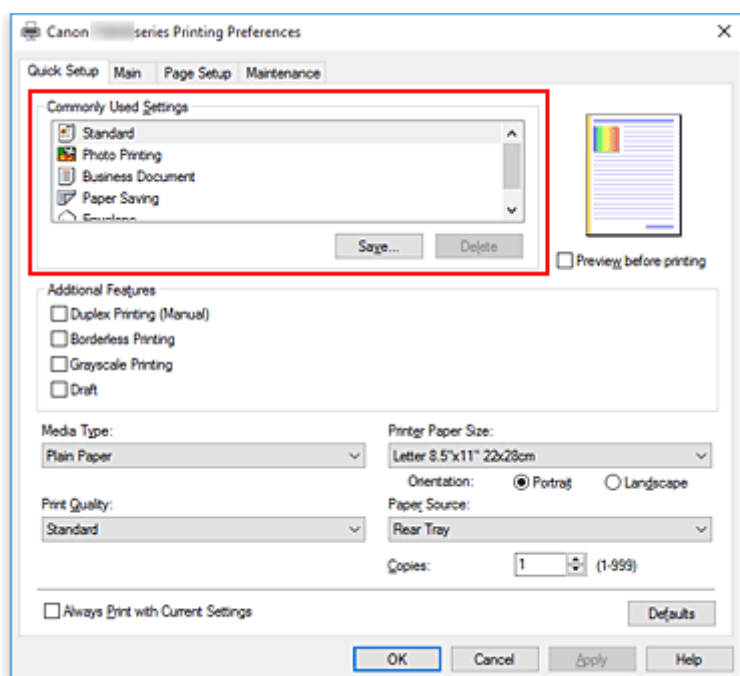 Canon series Printing Preferences
Quick Setup Main Page Setup Maintenance
Commonly Used Settings
Standard
Photo Printing
Business Document
Paper Saving
Save... Delete
Preview before printing
Additional Features
Duplex Printing (Manual)
Borderless Printing
Grayscale Printing
Draft
Media Type: Printer Paper Size:
Plain Paper Letter 8.5"x11" 22x28cm
Orientation: Portrait Landscape
Print Quality: Paper Source:
Standard Rear Tray
Copies: 1 (1-999)
Always Print with Current Settings Defaults
OK Cancel Apply Help